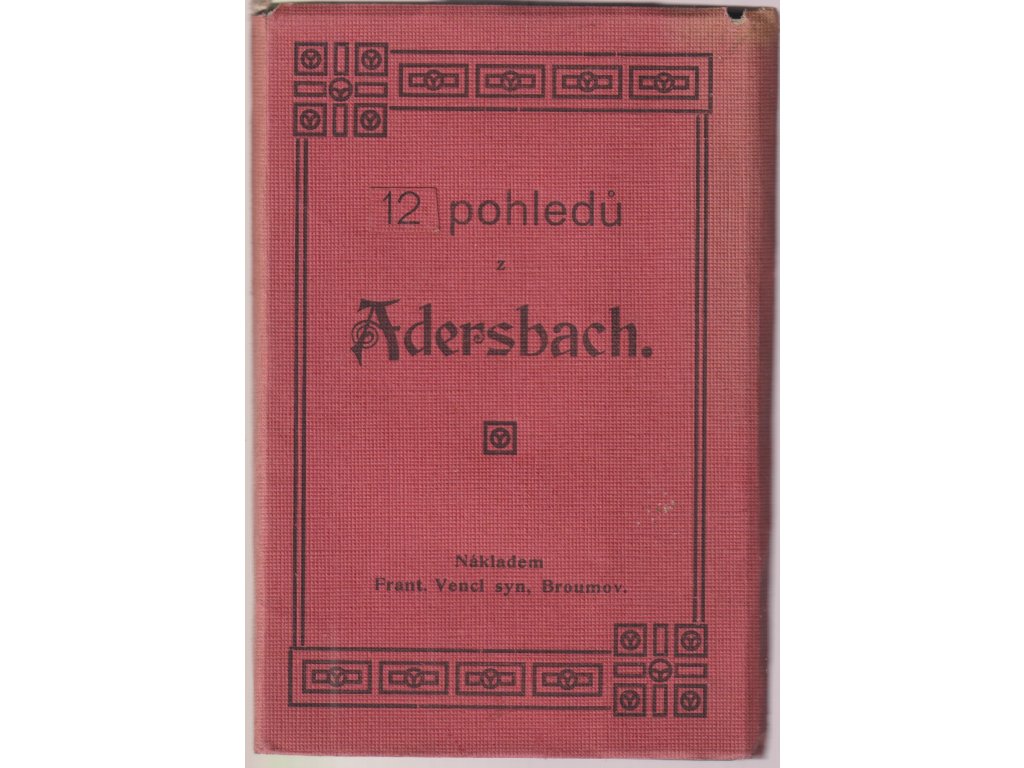 12 pohledů
z
Adersbach.
Nákladem
Frant. Vencl syn, Broumov.